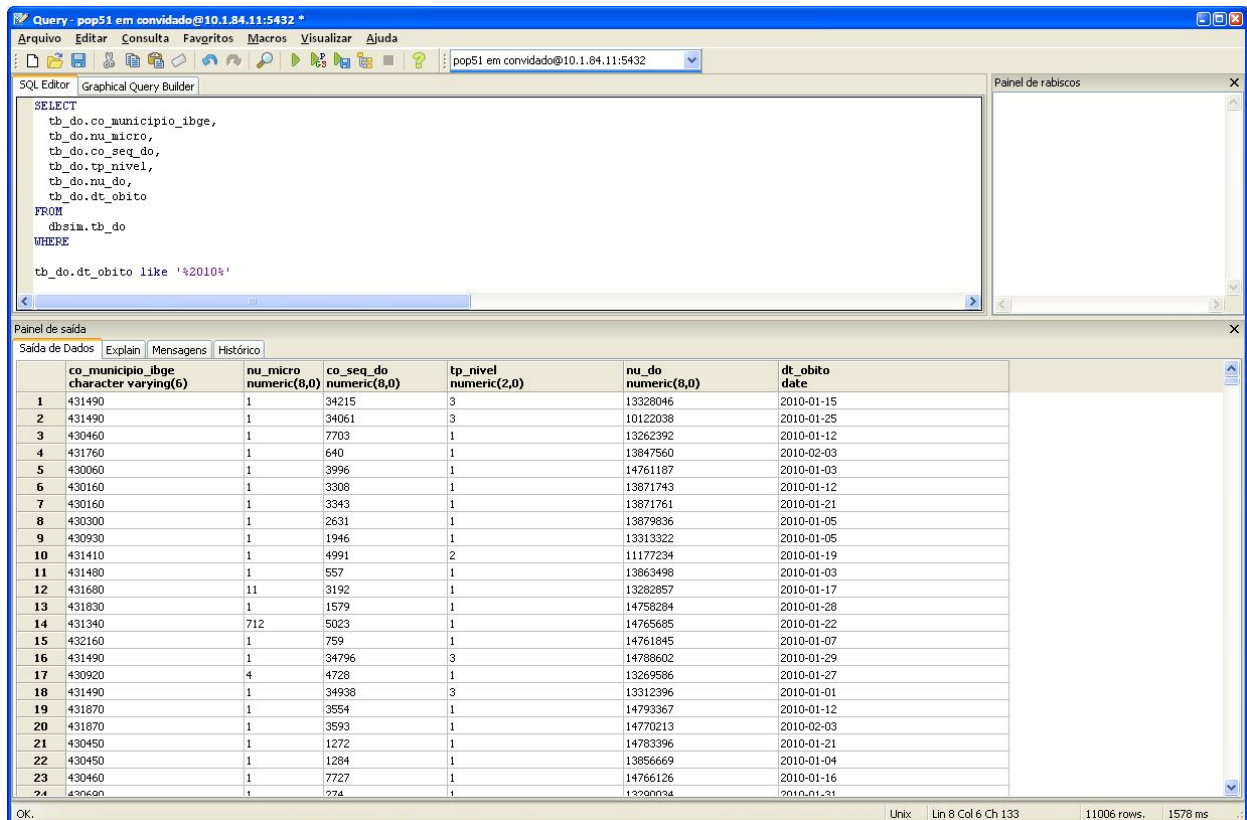 Query - pop51 em convidado@10.1.84.11:5432 *
Arquivo Editar Consulta Favoritos Macros Visualizar Ajuda
pop51 em convidado@10.1.84.11:5432
SQL Editor Graphical Query Builder
Painel de rabiscos
SELECT
tb_do.co_municipio_ibge,
tb_do.nu_micro,
tb_do.co_seq_do,
tb_do.tp_nivel,
tb_do.nu_do,
tb_do.dt_obito
FROM
dbsim.tb_do
WHERE
tb_do.dt_obito like '%2010%'
Painel de saída
Saída de Dados Explain Mensagens Histórico
co_municipio_ibge nu_micro co_seq_do tp_nivel nu_do dt_obito
character varying(6) numeric(8,0) numeric(8,0) numeric(2,0) numeric(8,0) date
1 431490 1 34215 3 13328046 2010-01-15
2 431490 1 34061 3 10122038 2010-01-25
3 430460 1 7703 1 13262392 2010-01-12
4 431760 1 640 1 13847560 2010-02-03
5 430060 1 3996 1 14761187 2010-01-03
6 430160 1 3308 1 13871743 2010-01-12
7 430160 1 3343 1 13871761 2010-01-21
8 430300 1 2631 1 13879836 2010-01-05
9 430930 1 1946 1 13313322 2010-01-05
10 431410 1 4991 2 11177234 2010-01-19
11 431480 1 557 1 13863498 2010-01-03
12 431680 11 3192 1 13282857 2010-01-17
13 431830 1 1579 1 14758284 2010-01-28
14 431340 712 5023 1 14765685 2010-01-22
15 432160 1 759 1 14761845 2010-01-07
16 431490 1 34796 3 14788602 2010-01-29
17 430920 4 4728 1 13269586 2010-01-27
18 431490 1 34938 3 13312396 2010-01-01
19 431870 1 3554 1 14793367 2010-01-12
20 431870 1 3593 1 14770213 2010-02-03
21 430450 1 1272 1 14783396 2010-01-21
22 430450 1 1284 1 13856669 2010-01-04
23 430460 1 7727 1 14766126 2010-01-16
24 430690 1 274 1 13290034 2010-01-31
OK. Unix Lin 8 Col 6 Ch 133 11006 rows. 1578 ms